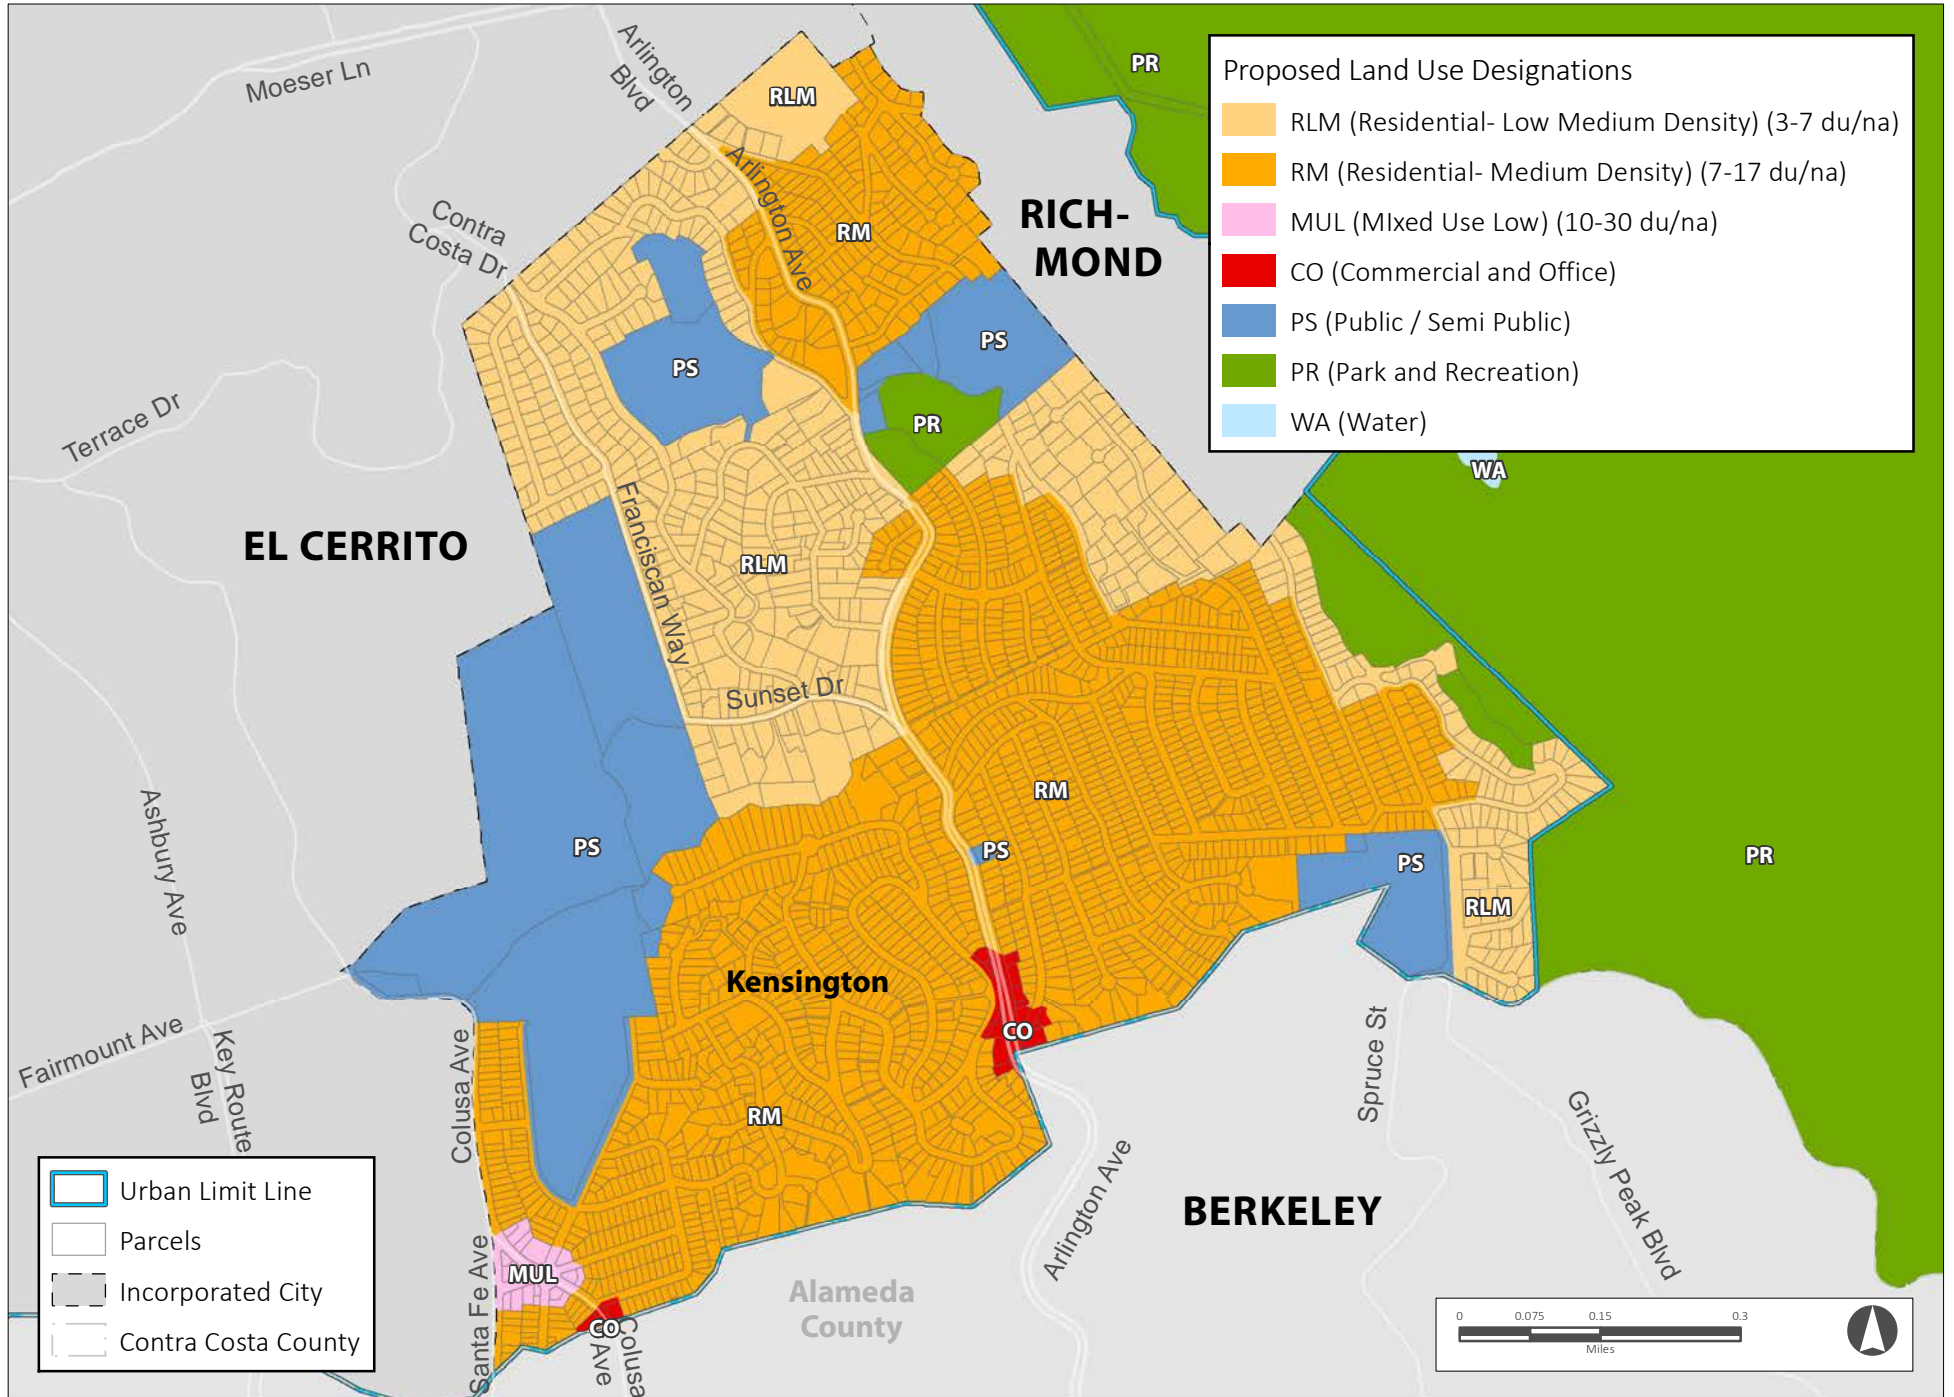 Moeser Ln
Arlington
Blvd
RLM
PR
Proposed Land Use Designations
RLM (Residential- Low Medium Density) (3-7 du/na)
RM (Residential- Medium Density) (7-17 du/na)
MUL (MIxed Use Low) (10-30 du/na)
CO (Commercial and Office)
PS (Public / Semi Public)
PR (Park and Recreation)
WA (Water)
Arlington Ave
RM
RICH-
MOND
Contra
Costa Dr
PS
PS
PR
Terrace Dr
WA
EL CERRITO
Franciscan Way
RLM
Sunset Dr
RM
Ashbury Ave
PS
PS
PS
PR
RLM
Kensington
CO
Fairmount Ave
Key Route
Blvd
Colusa Ave
Spruce St
RM
Grizzly Peak Blvd
Arlington Ave
BERKELEY
Urban Limit Line
Parcels
Incorporated City
Contra Costa County
Santa Fe Ave
MUL
CO
Colusa
Ave
Alameda
County
0 0.075 0.15 0.3
Miles